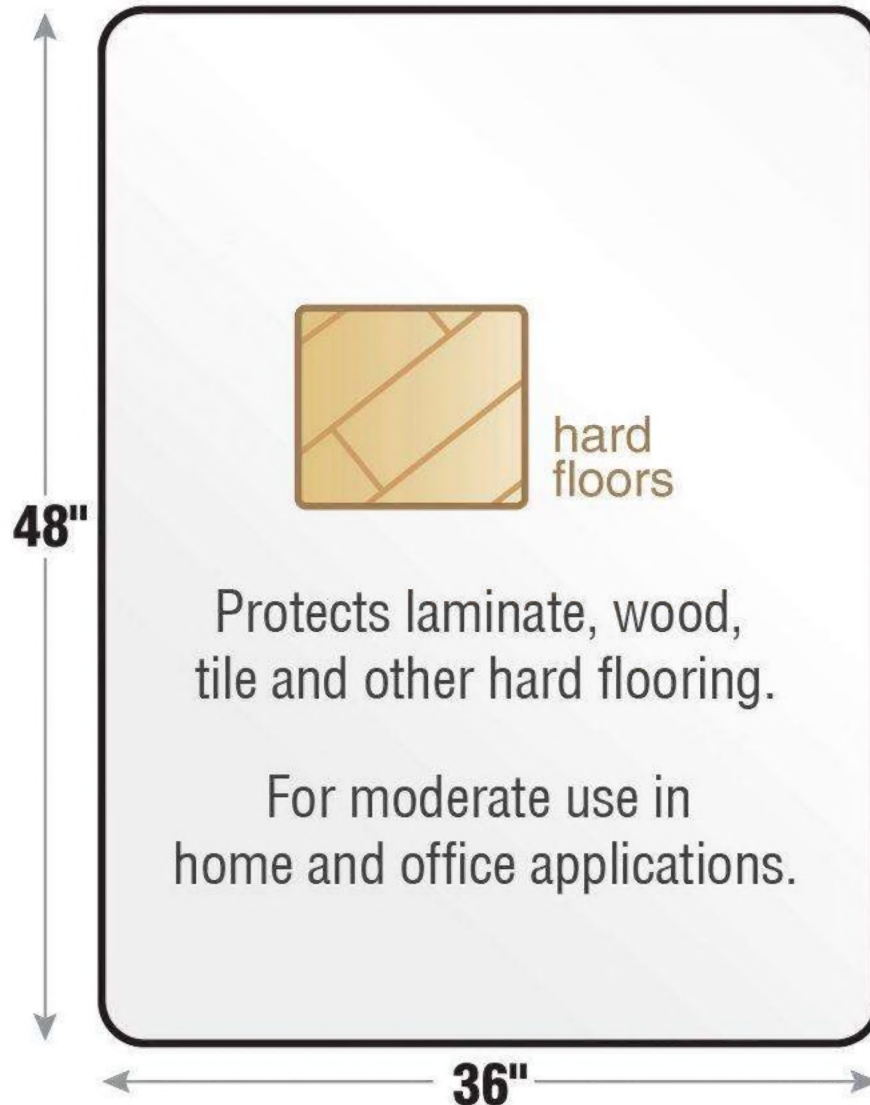 hard
floors
48"
Protects laminate, wood,
tile and other hard flooring.
For moderate use in
home and office applications.
36"